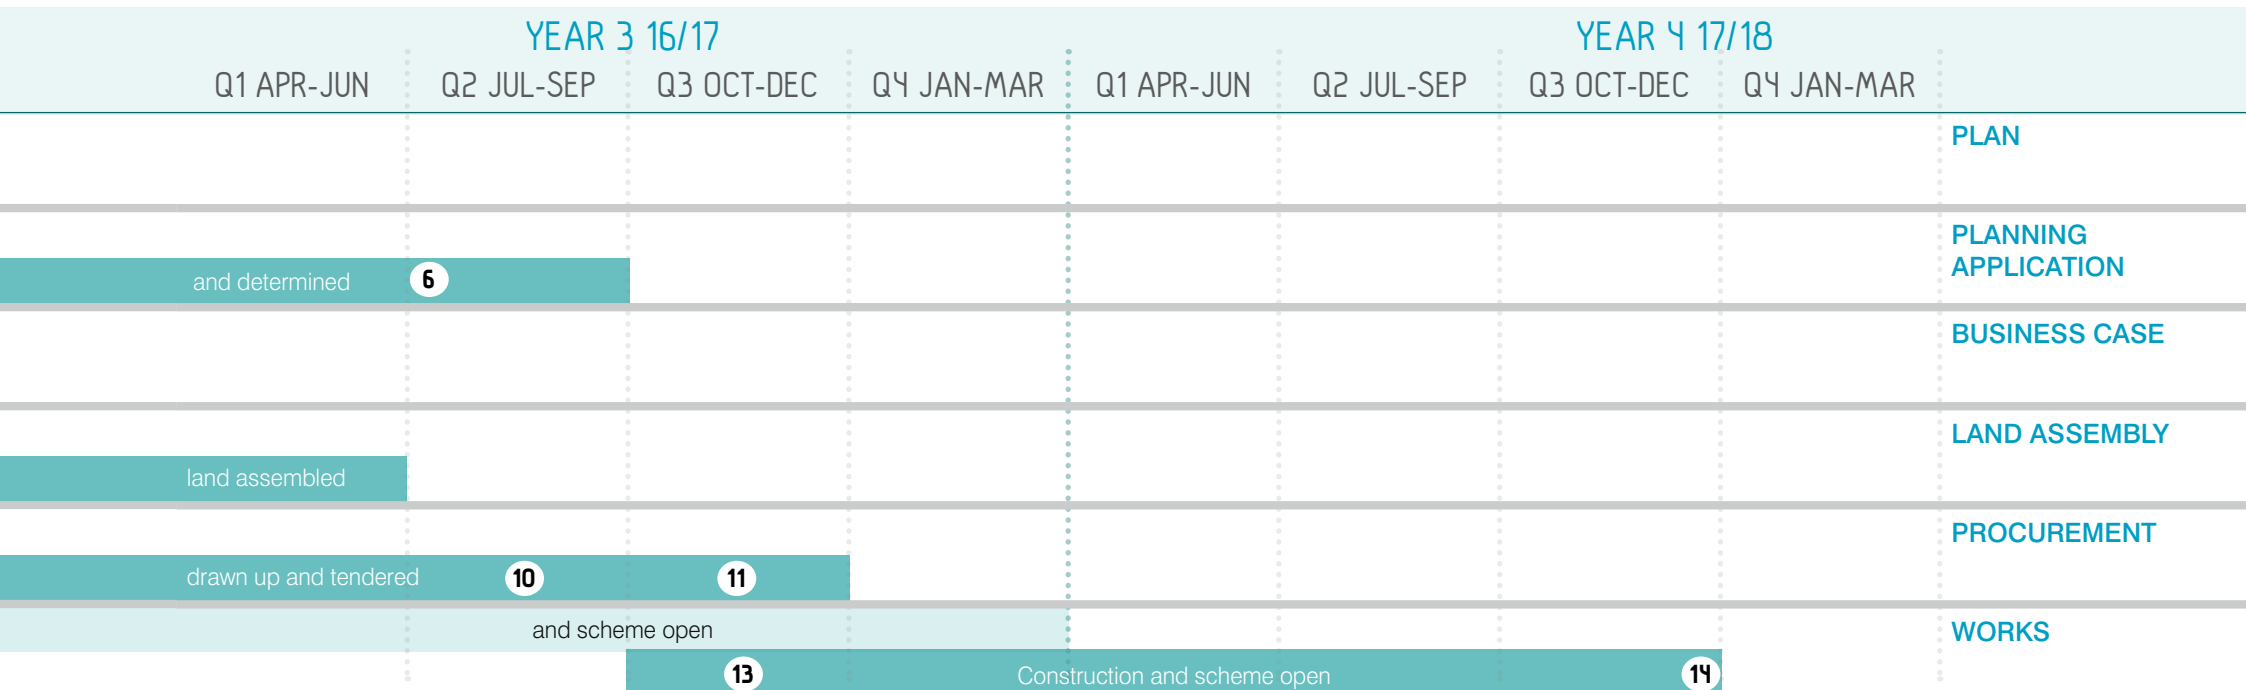 YEAR 3 16/17
YEAR 4 17/18
Q1 APR-JUN
Q2 JUL-SEP
Q3 OCT-DEC
Q4 JAN-MAR
Q1 APR-JUN
Q2 JUL-SEP
Q3 OCT-DEC
Q4 JAN-MAR
PLAN
PLANNING
APPLICATION
and determined
6
BUSINESS CASE
LAND ASSEMBLY
land assembled
PROCUREMENT
drawn up and tendered
10
11
and scheme open
WORKS
13
Construction and scheme open
14